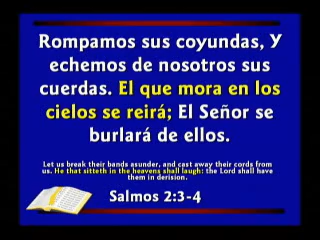 Rompamos sus coyundas, Y
echemos de nosotros sus
cuerdas. El que mora en los
cielos se reirá; El Señor se
burlará de ellos.
Let us break their bands asunder, and cast away their cords from
us. He that sitteth in the heavens shall laugh: the Lord shall have
them in derision.
Salmos 2:3-4